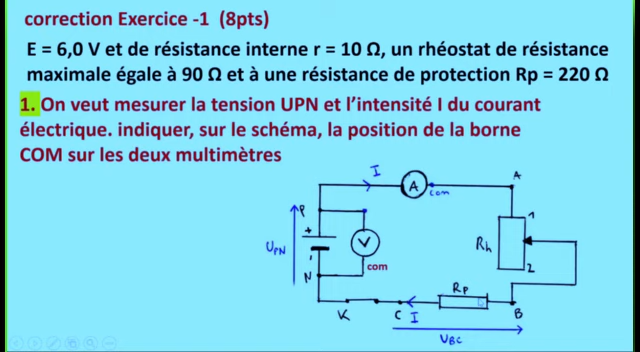 correction Exercice -1 (8pts)
E = 6,0 V et de résistance interne r = 10 Ω, un rhéostat de résistance
maximale égale à 90 Ω et à une résistance de protection Rp = 220 Ω
1. On veut mesurer la tension UPN et l'intensité I du courant
électrique. indiquer, sur le schéma, la position de la borne
COM sur les deux multimètres
I
A
A
com
P
1
+
UPN
V
Rh
-
com
2
N
RP
K
C
I
B
UBC